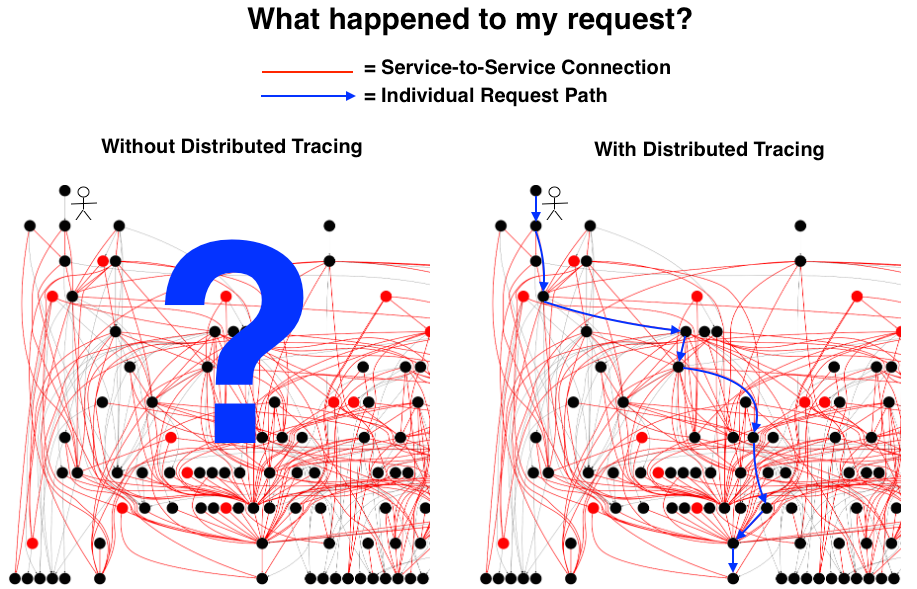 What happened to my request?
= Service-to-Service Connection
= Individual Request Path
Without Distributed Tracing
With Distributed Tracing
?